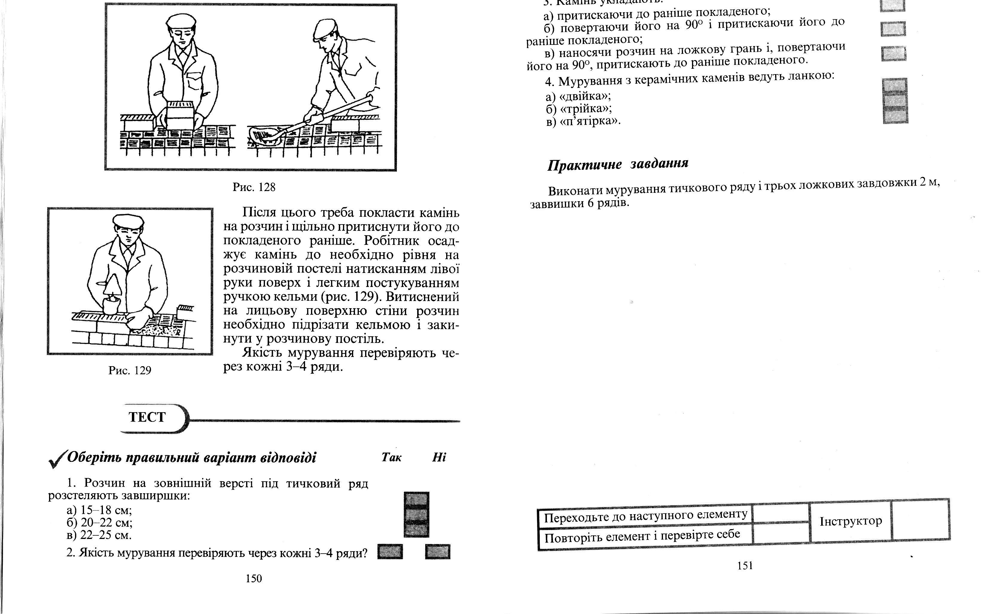 Рис. 128
Після цього треба покласти камінь
на розчин і щільно притиснути його до
покладеного раніше. Робітник осад-
жує камінь до необхідно рівня на
розчиновій постелі натисканням лівої
руки поверх і легким постукуванням
ручкою кельми (рис. 129). Витиснений
на лицьову поверхню стіни розчин
необхідно підрізати кельмою і заки-
нути у розчинову постіль.
Якість мурування перевіряють че-
рез кожні 3–4 ряди.
Рис. 129
ТЕСТ
Оберіть правильний варіант відповіді Так Ні
1. Розчин на зовнішній версті під тичковий ряд
розстеляють завширшки:
а) 15–18 см;
б) 20–22 см;
в) 22–25 см.
2. Якість мурування перевіряють через кожні 3–4 ряди?
150
3. Камінь укладають:
а) притискаючи до раніше покладеного;
б) повертаючи його на 90° і притискаючи його до
раніше покладеного;
в) наносячи розчин на ложкову грань і, повертаючи
його на 90°, притискають до раніше покладеного.
4. Мурування з керамічних каменів ведуть ланкою:
а) «двійка»;
б) «трійка»;
в) «п’ятірка».
Практичне завдання
Виконати мурування тичкового ряду і трьох ложкових завдовжки 2 м,
заввишки 6 рядів.
Переходьте до наступного елементу
Повторіть елемент і перевірте себе
Інструктор
151